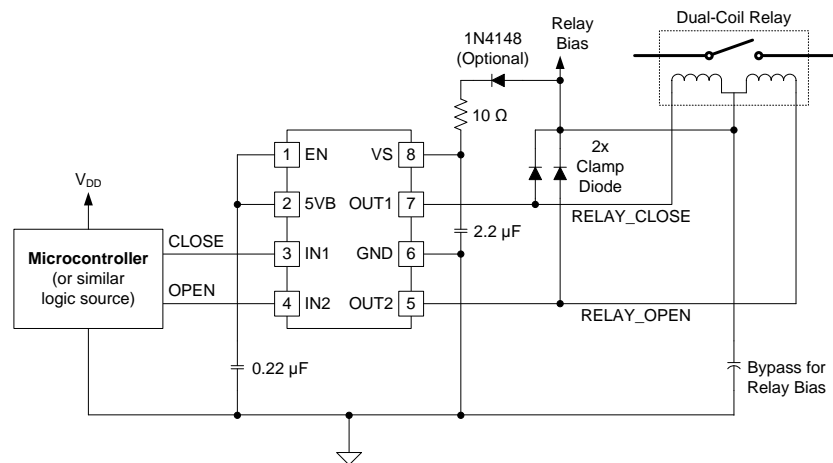 Dual-Coil Relay
Relay
Bias
1N4148
(Optional)
10 Ω
1
EN
VS
8
2x
Clamp
Diode
VDD
2
5VB
OUT1
7
RELAY_CLOSE
2.2 µF
CLOSE
Microcontroller
(or similar
logic source)
3
IN1
GND
6
OPEN
4
IN2
OUT2
5
RELAY_OPEN
0.22 µF
Bypass for
Relay Bias